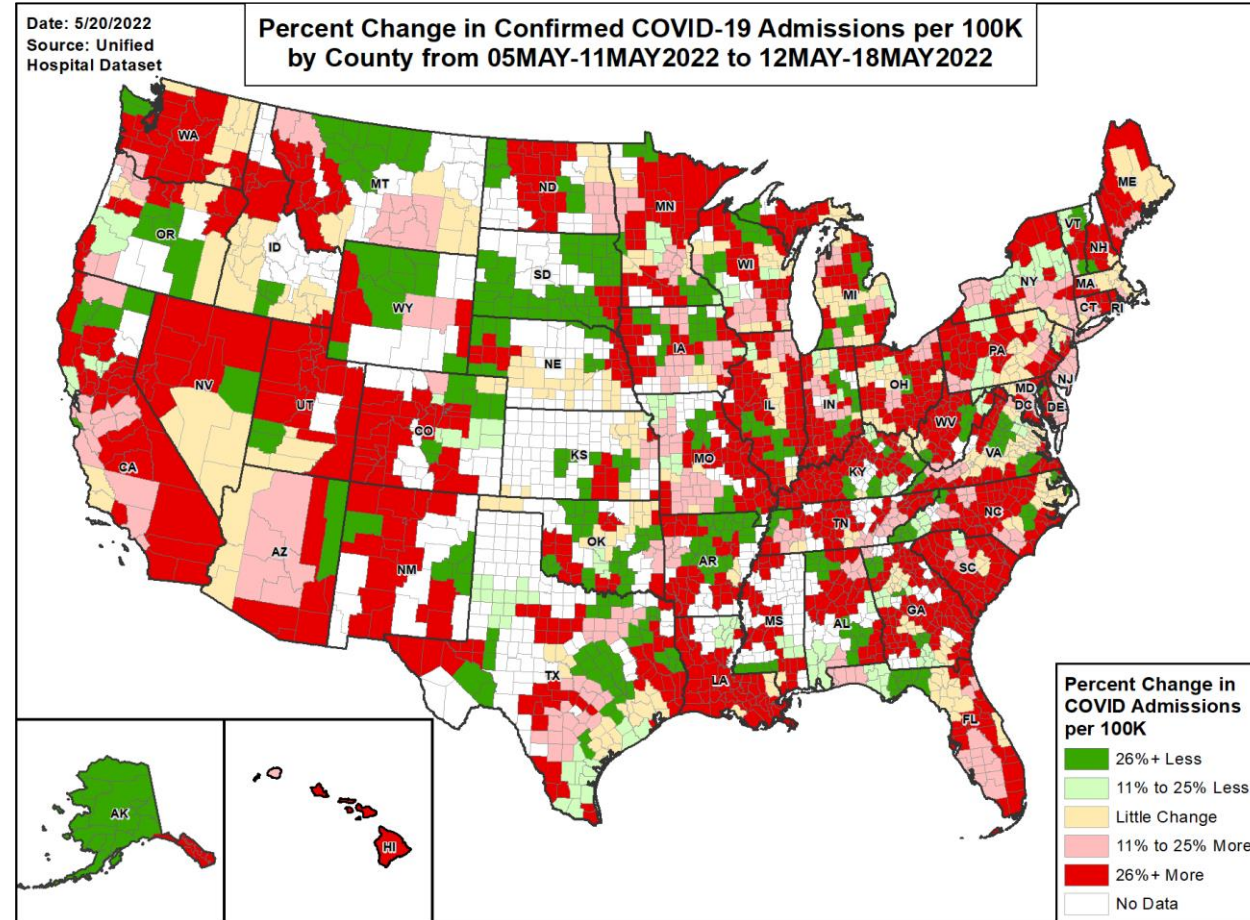 Date: 5/20/2022
Source: Unified
Hospital Dataset
Percent Change in Confirmed COVID-19 Admissions per 100K
by County from 05MAY-11MAY2022 to 12MAY-18MAY2022
WA
MT
ND
MN
ME
OR
ID
SD
WI
MI
VT
NH
NY
MA
CT
RI
WY
IA
NE
PA
NJ
NV
UT
CO
KS
MO
IL
IN
OH
WV
MD
DC
DE
VA
KY
CA
AZ
NM
OK
AR
TN
NC
SC
TX
LA
MS
AL
GA
FL
AK
HI
Percent Change in
COVID Admissions
per 100K
26%+ Less
11% to 25% Less
Little Change
11% to 25% More
26%+ More
No Data